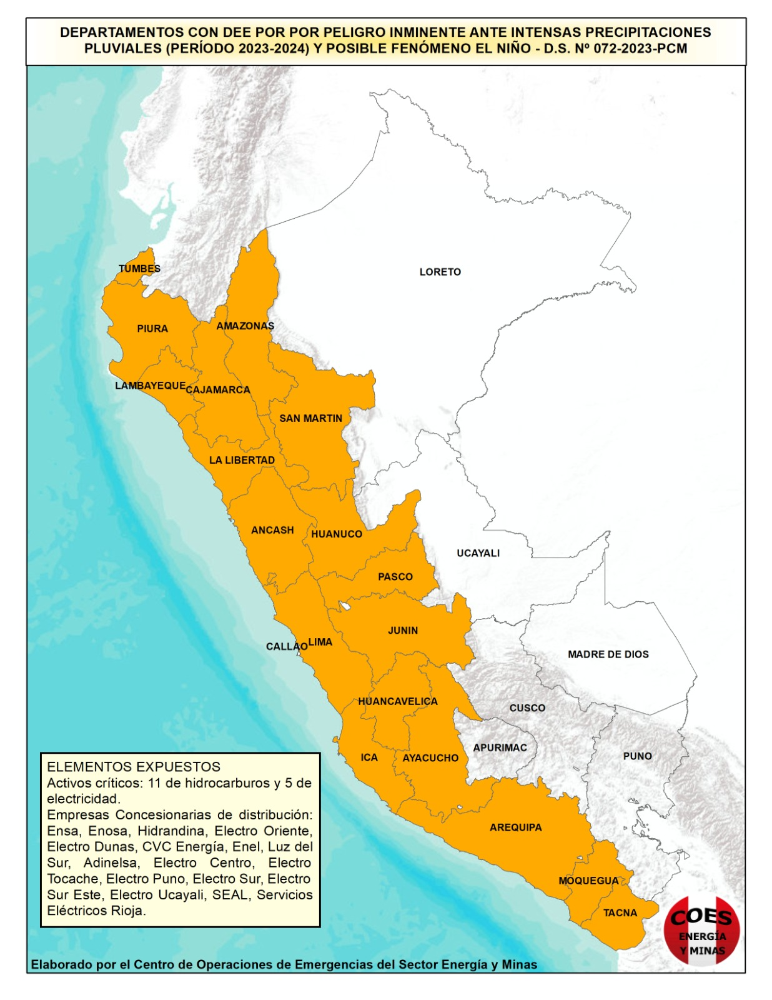 DEPARTAMENTOS CON DEE POR POR PELIGRO INMINENTE ANTE INTENSAS PRECIPITACIONES
PLUVIALES (PERÍODO 2023-2024) Y POSIBLE FENÓMENO EL NIÑO - D.S. Nº 072-2023-PCM
TUMBES
LORETO
PIURA
AMAZONAS
LAMBAYEQUE
CAJAMARCA
SAN MARTIN
LA LIBERTAD
ANCASH
HUANUCO
UCAYALI
PASCO
JUNIN
CALLAO
LIMA
MADRE DE DIOS
HUANCAVELICA
CUSCO
APURIMAC
ICA
AYACUCHO
PUNO
AREQUIPA
MOQUEGUA
TACNA
ELEMENTOS EXPUESTOS
Activos críticos: 11 de hidrocarburos y 5 de
electricidad.
Empresas Concesionarias de distribución:
Ensa, Enosa, Hidrandina, Electro Oriente,
Electro Dunas, CVC Energía, Enel, Luz del
Sur, Adinelsa, Electro Centro, Electro
Tocache, Electro Puno, Electro Sur, Electro
Sur Este, Electro Ucayali, SEAL, Servicios
Eléctricos Rioja.
COES
ENERGÍA
Y MINAS
Elaborado por el Centro de Operaciones de Emergencias del Sector Energía y Minas